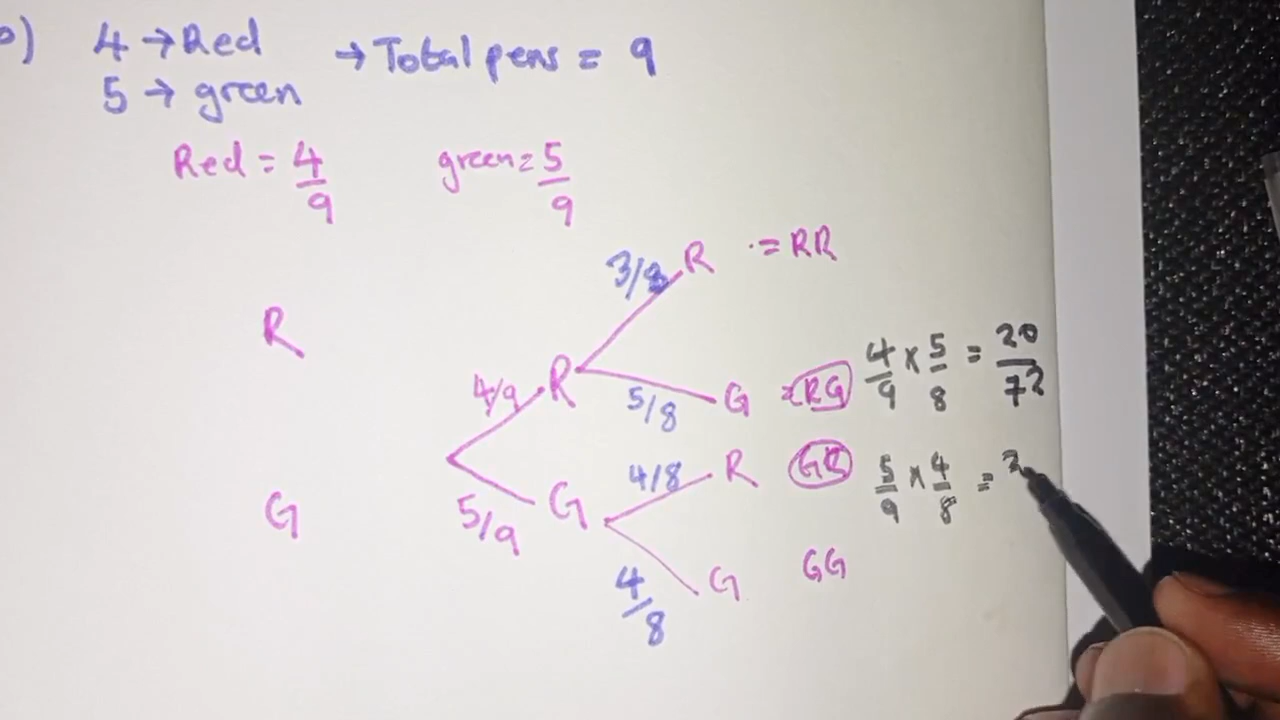 4 → Red → Total pens = 9
5 → green
Red = 4/9 green = 5/9
3/8 R = RR
R
4/9 R 5/8 G = RG 4/9 × 5/8 = 20/72
4/8 R GR 5/9 × 4/8 =
G 5/9 G
4/8 G GG